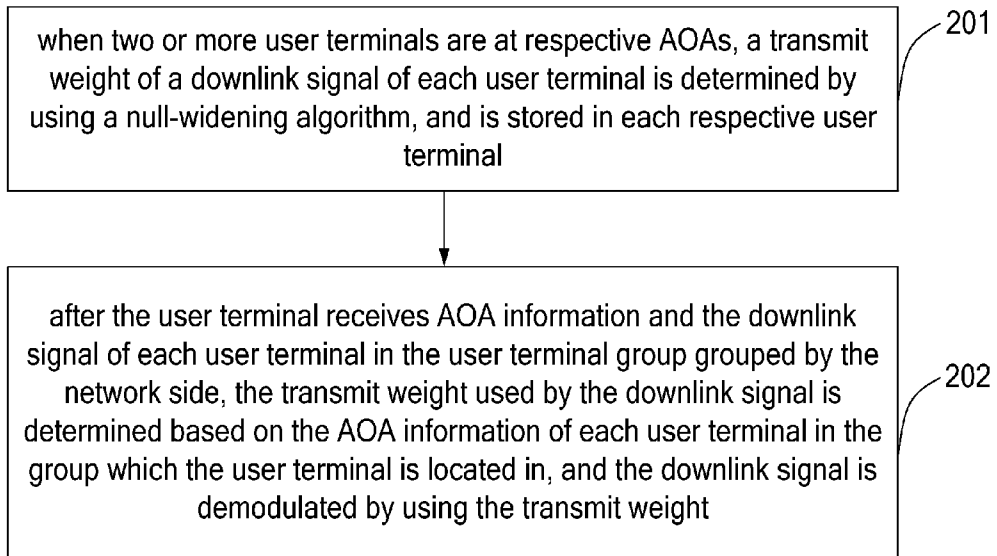 when two or more user terminals are at respective AOAs, a transmit
weight of a downlink signal of each user terminal is determined by
using a null-widening algorithm, and is stored in each respective user
terminal
201
after the user terminal receives AOA information and the downlink
signal of each user terminal in the user terminal group grouped by the
network side, the transmit weight used by the downlink signal is
determined based on the AOA information of each user terminal in the
group which the user terminal is located in, and the downlink signal is
demodulated by using the transmit weight
202